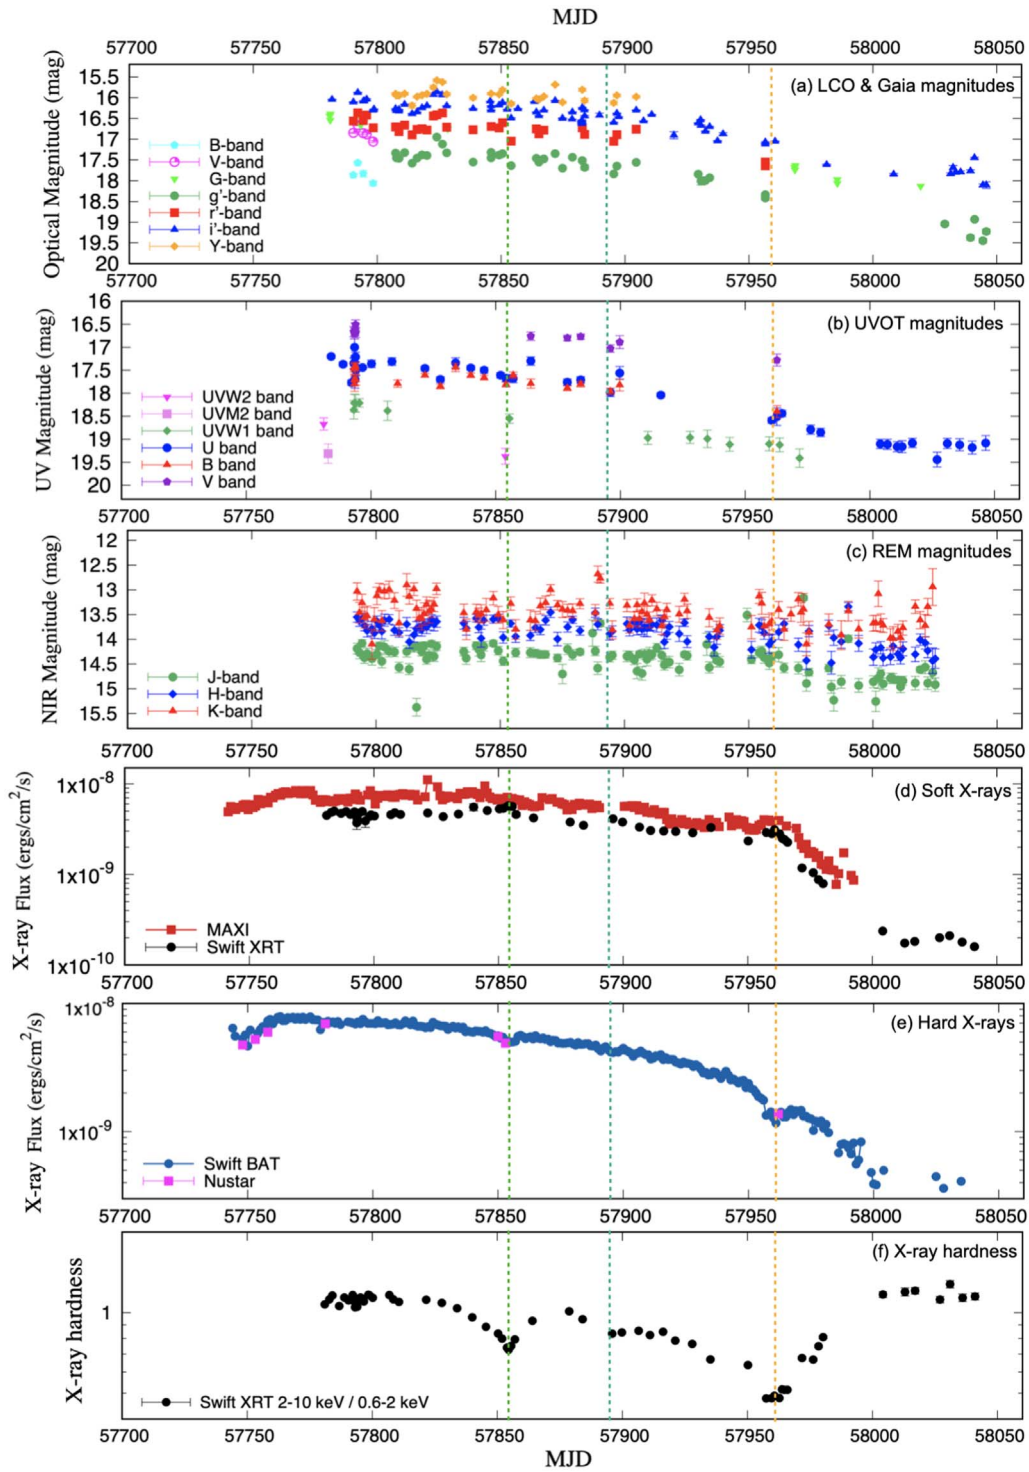 MJD
57700 57750 57800 57850 57900 57950 58000 58050
Optical Magnitude (mag)
15.5
16
16.5
17
17.5
18
18.5
19
19.5
20
(a) LCO & Gaia magnitudes
B-band
V-band
G-band
g'-band
r'-band
i'-band
Y-band
57700 57750 57800 57850 57900 57950 58000 58050
UV Magnitude (mag)
16
16.5
17
17.5
18
18.5
19
19.5
20
(b) UVOT magnitudes
UVW2 band
UVM2 band
UVW1 band
U band
B band
V band
57700 57750 57800 57850 57900 57950 58000 58050
NIR Magnitude (mag)
12
12.5
13
13.5
14
14.5
15
15.5
(c) REM magnitudes
J-band
H-band
K-band
57700 57750 57800 57850 57900 57950 58000 58050
X-ray Flux (ergs/cm²/s)
1x10⁻⁸
1x10⁻⁹
1x10⁻¹⁰
(d) Soft X-rays
MAXI
Swift XRT
57700 57750 57800 57850 57900 57950 58000 58050
X-ray Flux (ergs/cm²/s)
1x10⁻⁸
1x10⁻⁹
(e) Hard X-rays
Swift BAT
Nustar
57700 57750 57800 57850 57900 57950 58000 58050
X-ray hardness
1
(f) X-ray hardness
Swift XRT 2-10 keV / 0.6-2 keV
57700 57750 57800 57850 57900 57950 58000 58050
MJD